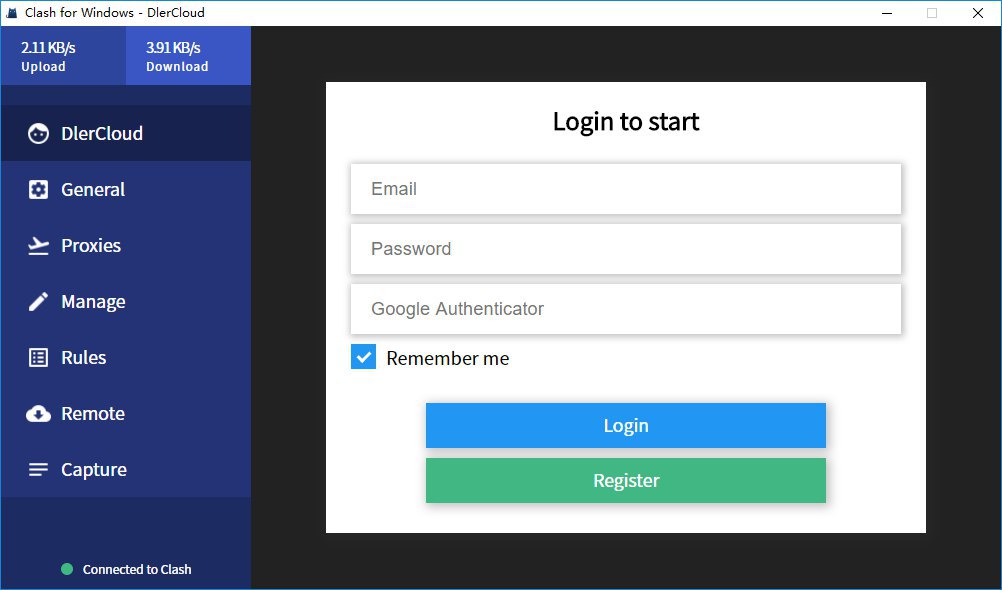 Clash for Windows - DlerCloud
2.11 KB/s
Upload
3.91 KB/s
Download
DlerCloud
General
Proxies
Manage
Rules
Remote
Capture
Connected to Clash
Login to start
Email
Password
Google Authenticator
Remember me
Login
Register